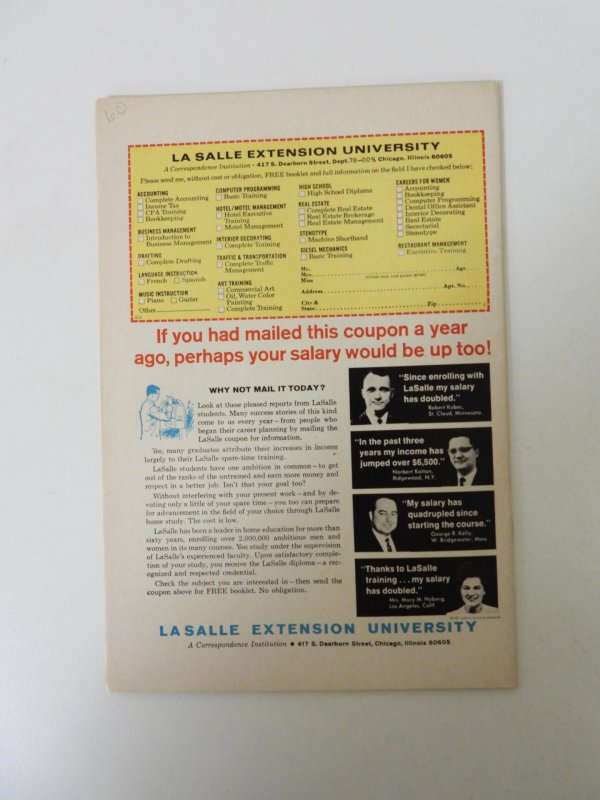 60
LA SALLE EXTENSION UNIVERSITY
A Correspondence Institution • 417 S. Dearborn Street, Dept. 78-009, Chicago, Illinois 60605
Please send me, without cost or obligation, FREE booklet and full information on the field I have checked below:
ACCOUNTING
Complete Accounting
Income Tax
CPA Training
Bookkeeping
BUSINESS MANAGEMENT
Introduction to
Business Management
DRAFTING
Complete Drafting
LANGUAGE INSTRUCTION
French Spanish
MUSIC INSTRUCTION
Piano Guitar
Other
COMPUTER PROGRAMMING
Basic Training
HOTEL/MOTEL MANAGEMENT
Hotel Executive
Training
Motel Management
INTERIOR DECORATING
Complete Training
TRAFFIC & TRANSPORTATION
Complete Traffic
Management
ART TRAINING
Commercial Art
Oil, Water Color
Painting
Complete Training
HIGH SCHOOL
High School Diploma
REAL ESTATE
Complete Real Estate
Real Estate Brokerage
Real Estate Management
STENOTYPE
Machine Shorthand
DIESEL MECHANICS
Basic Training
CAREERS FOR WOMEN
Accounting
Bookkeeping
Computer Programming
Dental Office Assistant
Interior Decorating
Real Estate
Secretarial
Stenotype
RESTAURANT MANAGEMENT
Executive Training
Mr.
Mrs. Age
Miss (Create Your and please print)
Address Apt. No.
City &
State Zip
If you had mailed this coupon a year
ago, perhaps your salary would be up too!
WHY NOT MAIL IT TODAY?
Look at these pleased reports from LaSalle
students. Many success stories of this kind
come to us every year—from people who
began their career planning by mailing the
LaSalle coupon for information.
Yes, many graduates attribute their increases in income
largely to their LaSalle spare-time training.
LaSalle students have one ambition in common—to get
out of the ranks of the untrained and earn more money and
respect in a better job. Isn't that your goal too?
Without interfering with your present work—and by de-
voting only a little of your spare time—you too can prepare
for advancement in the field of your choice through LaSalle
home study. The cost is low.
LaSalle has been a leader in home education for more than
sixty years, enrolling over 2,000,000 ambitious men and
women in its many courses. You study under the supervision
of LaSalle's experienced faculty. Upon satisfactory comple-
tion of your study, you receive the LaSalle diploma—a rec-
ognized and respected credential.
Check the subject you are interested in—then send the
coupon above for FREE booklet. No obligation.
"Since enrolling with
LaSalle my salary
has doubled."
Robert Kubec,
St. Cloud, Minnesota
"In the past three
years my income has
jumped over $6,500."
Norbert Kaiton,
Ridgewood, N.Y.
"My salary has
quadrupled since
starting the course."
George R. Kelly,
W. Bridgewater, Mass.
"Thanks to LaSalle
training ... my salary
has doubled."
Mrs. Mary M. Nyberg,
Los Angeles, Calif.
LA SALLE EXTENSION UNIVERSITY
A Correspondence Institution • 417 S. Dearborn Street, Chicago, Illinois 60605